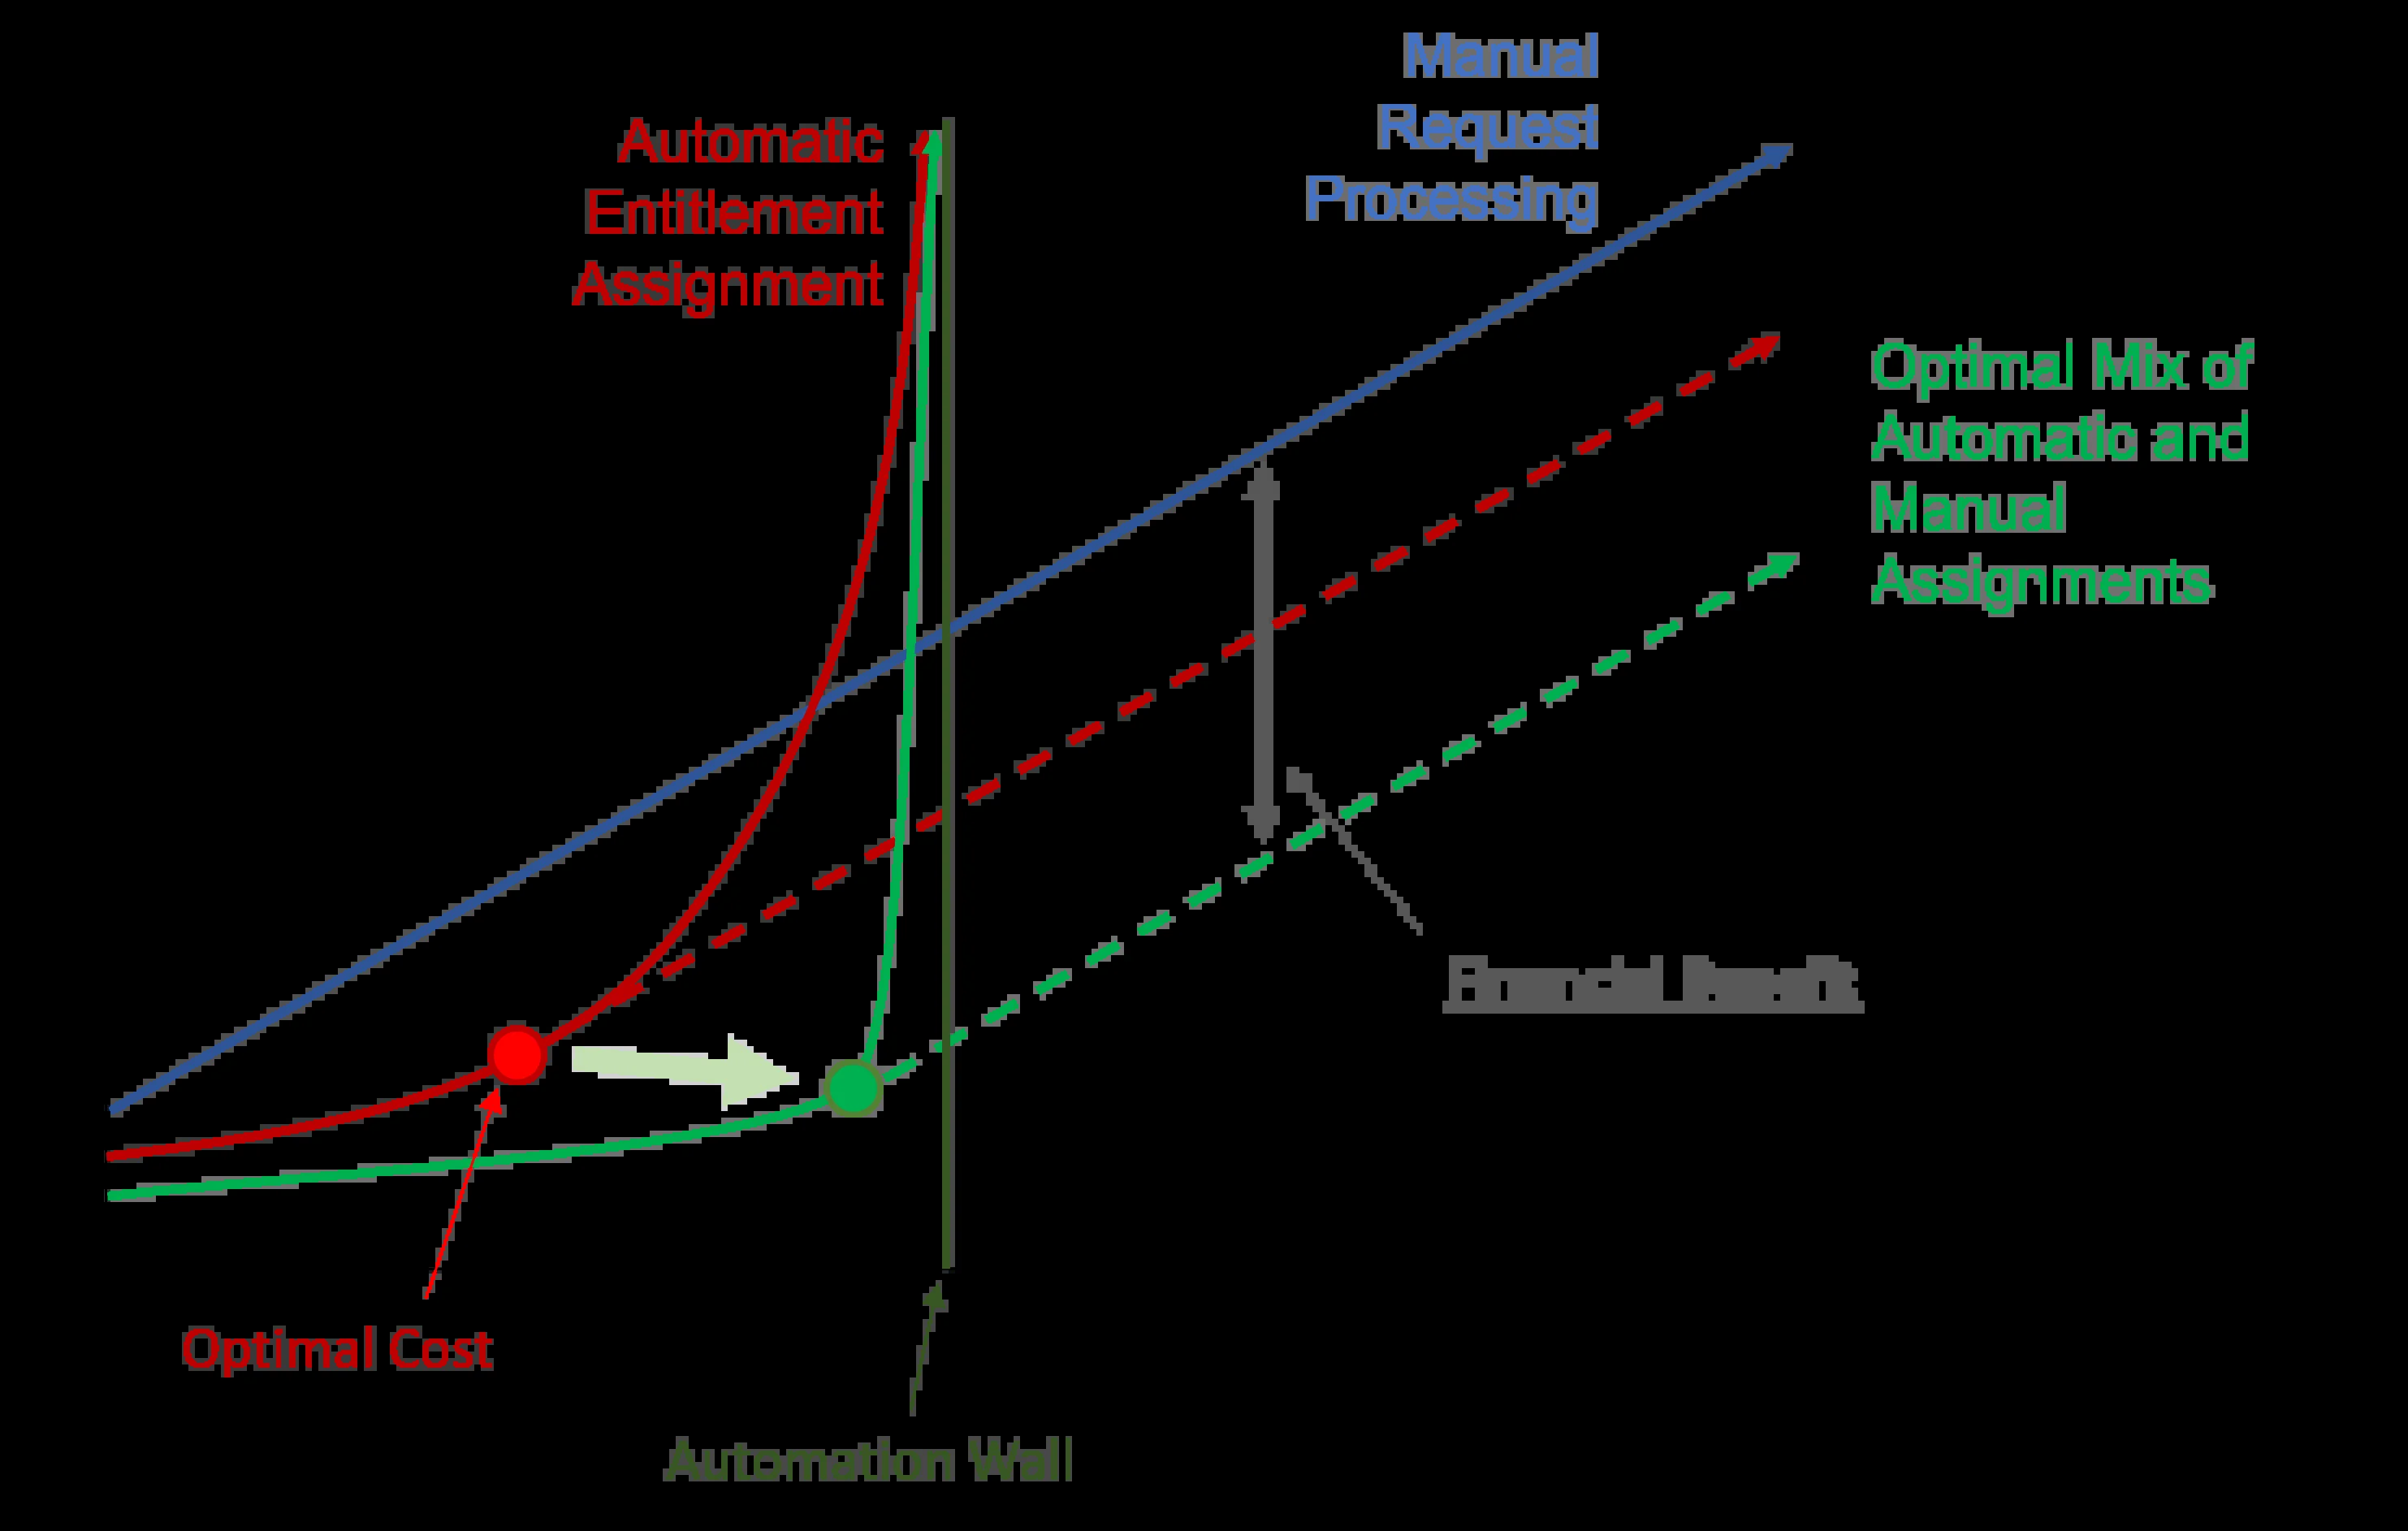 Manual
Request
Processing
Automatic
Entitlement
Assignment
Optimal Mix of
Automatic and
Manual
Assignments
Financial Benefit
Optimal Cost
Automation Wall